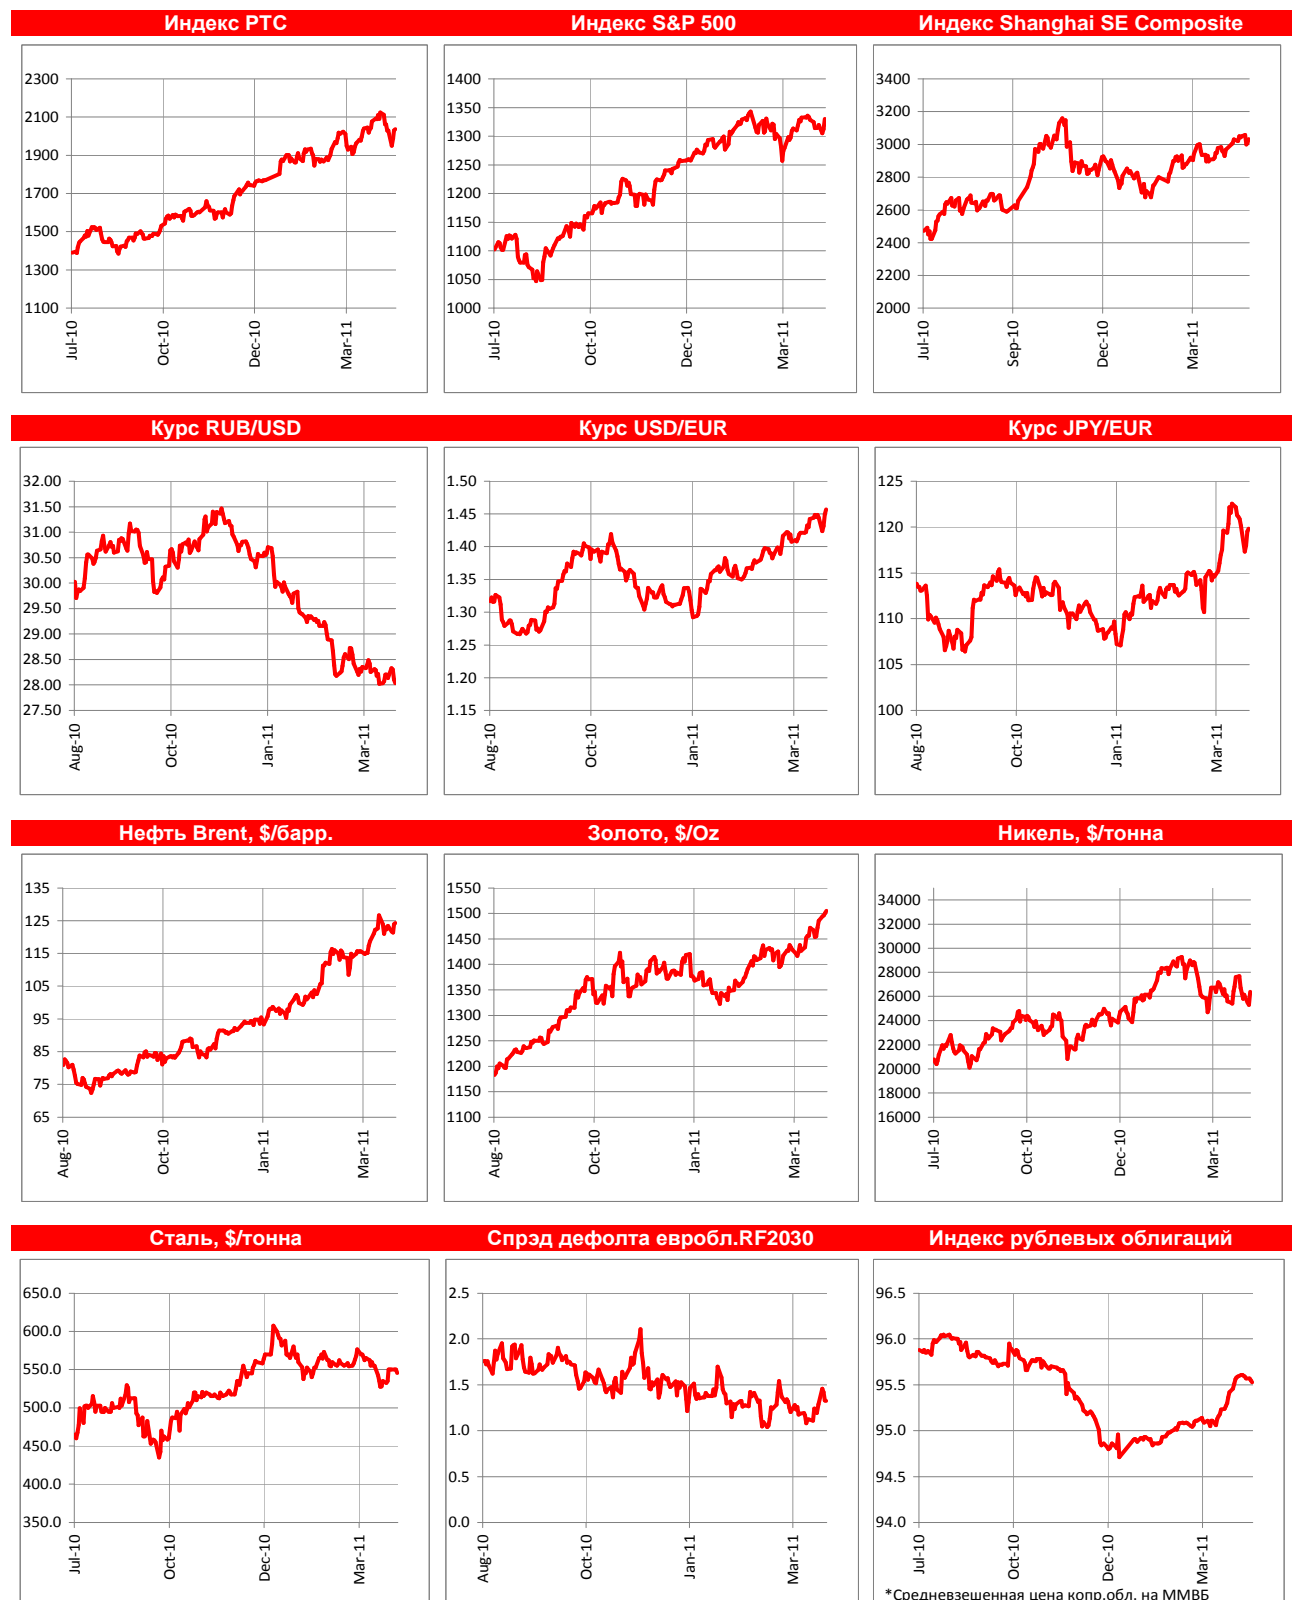 Индекс РТС
Индекс S&P 500
Индекс Shanghai SE Composite
2300
2100
1900
1700
1500
1300
1100
Jul-10
Oct-10
Dec-10
Mar-11
1400
1350
1300
1250
1200
1150
1100
1050
1000
Jul-10
Oct-10
Dec-10
Mar-11
3400
3200
3000
2800
2600
2400
2200
2000
Jul-10
Sep-10
Dec-10
Mar-11
Курс RUB/USD
Курс USD/EUR
Курс JPY/EUR
32.00
31.50
31.00
30.50
30.00
29.50
29.00
28.50
28.00
27.50
Aug-10
Oct-10
Jan-11
Mar-11
1.50
1.45
1.40
1.35
1.30
1.25
1.20
1.15
Aug-10
Oct-10
Jan-11
Mar-11
125
120
115
110
105
100
Aug-10
Oct-10
Jan-11
Mar-11
Нефть Brent, $/барр.
Золото, $/Oz
Никель, $/тонна
135
125
115
105
95
85
75
65
Aug-10
Oct-10
Jan-11
Mar-11
1550
1500
1450
1400
1350
1300
1250
1200
1150
1100
Aug-10
Oct-10
Jan-11
Mar-11
34000
32000
30000
28000
26000
24000
22000
20000
18000
16000
Jul-10
Oct-10
Dec-10
Mar-11
Сталь, $/тонна
Спрэд дефолта евробл.RF2030
Индекс рублевых облигаций
650.0
600.0
550.0
500.0
450.0
400.0
350.0
Jul-10
Oct-10
Dec-10
Mar-11
2.5
2.0
1.5
1.0
0.5
0.0
Aug-10
Oct-10
Jan-11
Mar-11
96.5
96.0
95.5
95.0
94.5
94.0
Jul-10
Oct-10
Dec-10
Mar-11
*Средневзешенная цена копр.обл. на ММВБ